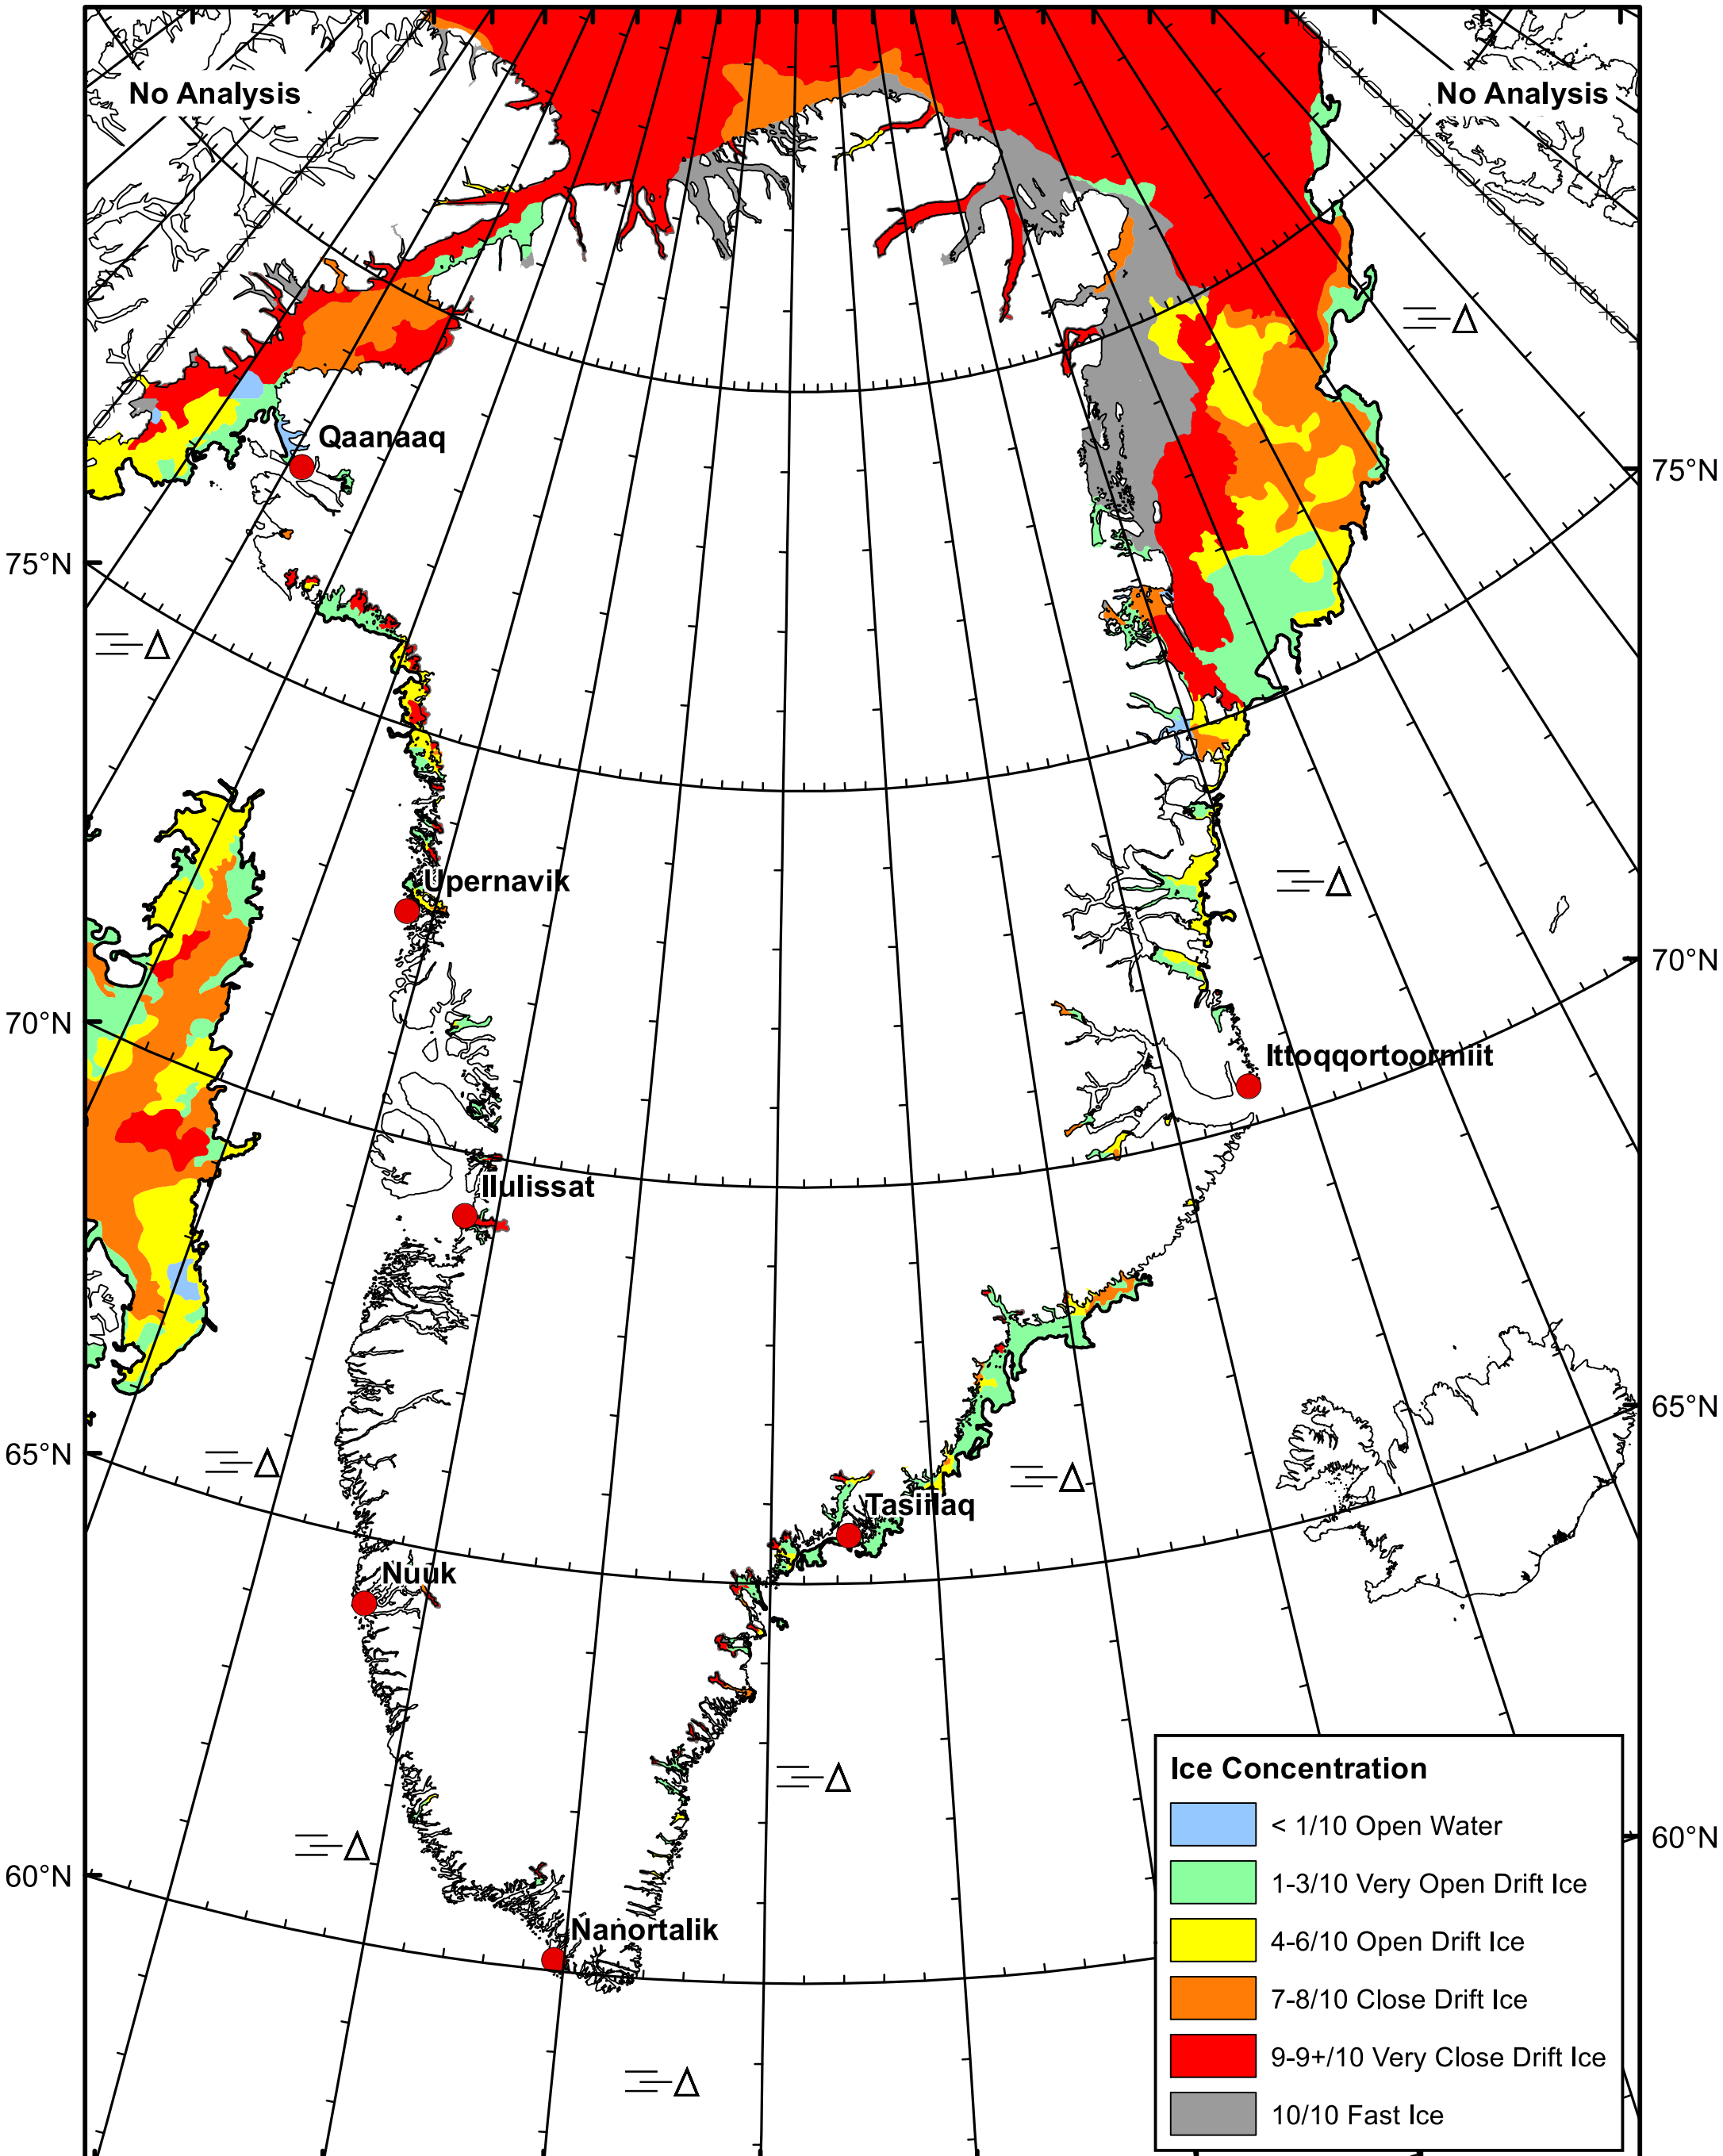 No Analysis
No Analysis
Qaanaaq
75°N
75°N
Upernavik
70°N
70°N
Ittoqqortoormiit
Ilulissat
65°N
65°N
Tasiilaq
Nuuk
Ice Concentration
< 1/10 Open Water
60°N
60°N
1-3/10 Very Open Drift Ice
Nanortalik
4-6/10 Open Drift Ice
7-8/10 Close Drift Ice
9-9+/10 Very Close Drift Ice
10/10 Fast Ice